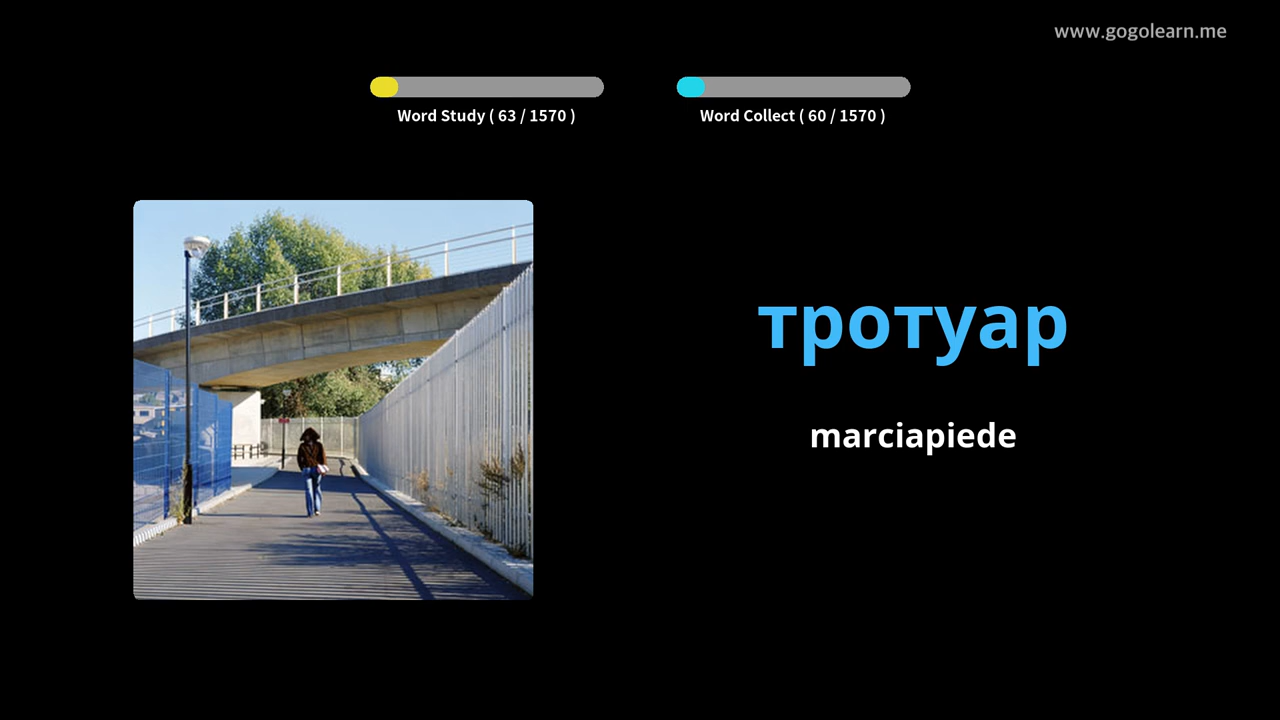 www.gogolearn.me
Word Study ( 63 / 1570 )
Word Collect ( 60 / 1570 )
тротуар
marciapiede